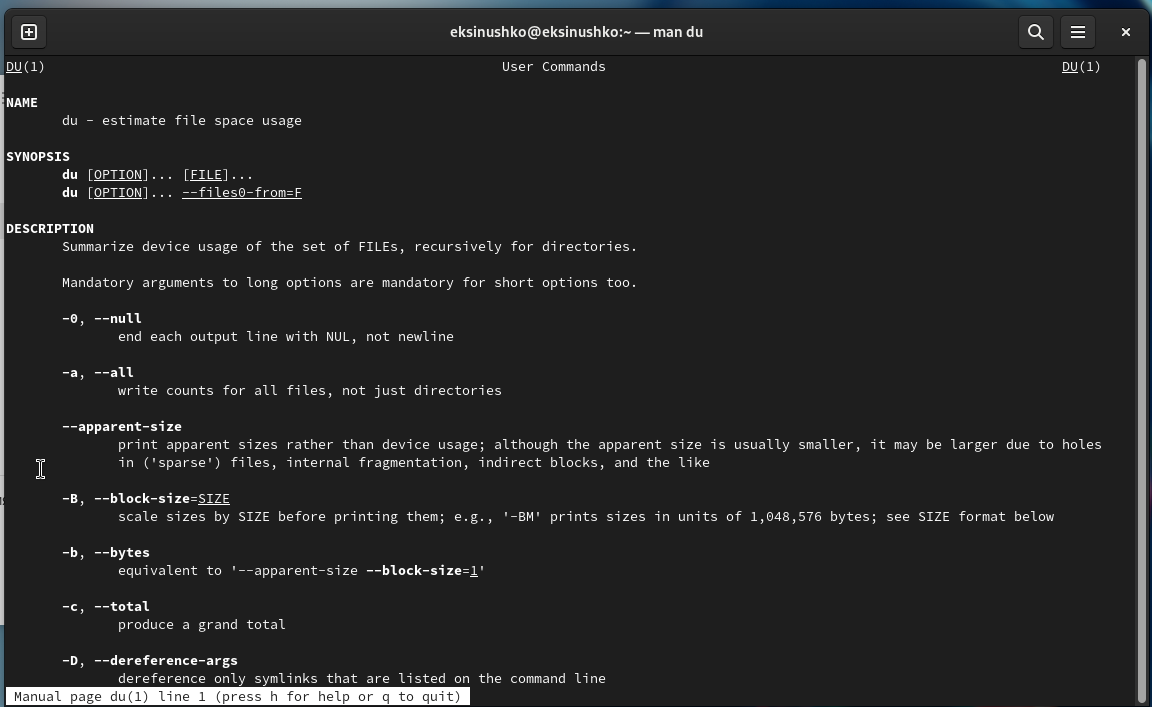 eksinushko@eksinushko:~ — man du
DU(1) User Commands DU(1)
NAME
du - estimate file space usage
SYNOPSIS
du [OPTION]... [FILE]...
du [OPTION]... --files0-from=F
DESCRIPTION
Summarize device usage of the set of FILEs, recursively for directories.
Mandatory arguments to long options are mandatory for short options too.
-0, --null
end each output line with NUL, not newline
-a, --all
write counts for all files, not just directories
--apparent-size
print apparent sizes rather than device usage; although the apparent size is usually smaller, it may be larger due to holes
in ('sparse') files, internal fragmentation, indirect blocks, and the like
-B, --block-size=SIZE
scale sizes by SIZE before printing them; e.g., '-BM' prints sizes in units of 1,048,576 bytes; see SIZE format below
-b, --bytes
equivalent to '--apparent-size --block-size=1'
-c, --total
produce a grand total
-D, --dereference-args
dereference only symlinks that are listed on the command line
Manual page du(1) line 1 (press h for help or q to quit)